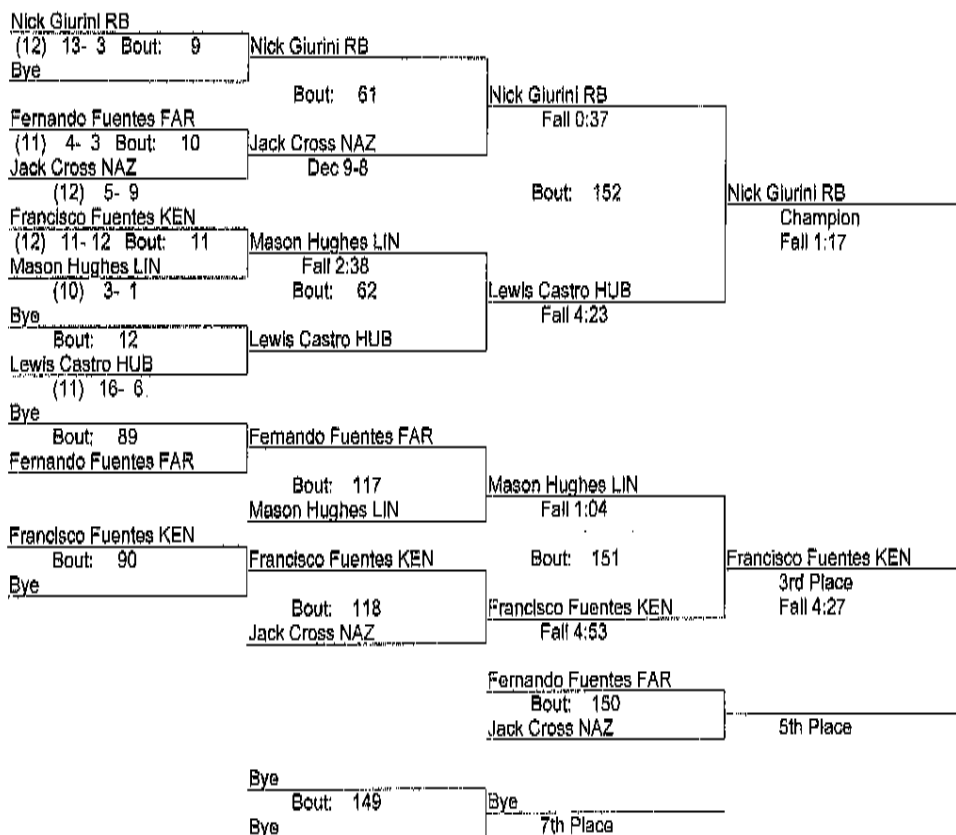 Nick Giurini RB
(12) 13- 3 Bout: 9
Bye
Nick Giurini RB
Bout: 61
Fernando Fuentes FAR
(11) 4- 3 Bout: 10
Jack Cross NAZ
(12) 5- 9
Jack Cross NAZ
Dec 9-8
Nick Giurini RB
Fall 0:37
Bout: 152
Nick Giurini RB
Champion
Fall 1:17
Francisco Fuentes KEN
(12) 11- 12 Bout: 11
Mason Hughes LIN
(10) 3- 1
Mason Hughes LIN
Fall 2:38
Bout: 62
Bye
Bout: 12
Lewis Castro HUB
(11) 16- 6
Lewis Castro HUB
Lewis Castro HUB
Fall 4:23
Bye
Bout: 89
Fernando Fuentes FAR
Fernando Fuentes FAR
Bout: 117
Mason Hughes LIN
Mason Hughes LIN
Fall 1:04
Bout: 151
Francisco Fuentes KEN
3rd Place
Fall 4:27
Francisco Fuentes KEN
Bout: 90
Bye
Francisco Fuentes KEN
Bout: 118
Jack Cross NAZ
Francisco Fuentes KEN
Fall 4:53
Fernando Fuentes FAR
Bout: 150
Jack Cross NAZ
5th Place
Bye
Bout: 149
Bye
Bye
7th Place